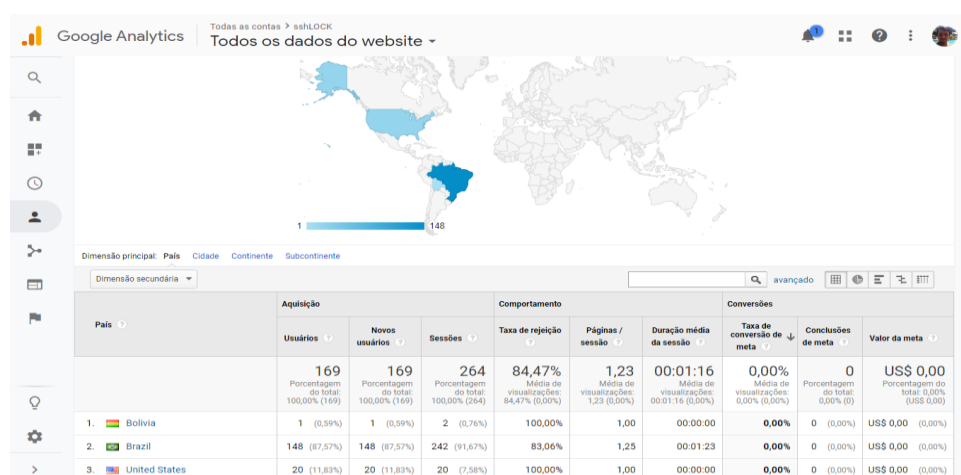 Todas as contas > sshLOCK
Google Analytics
Todos os dados do website
1
1
148
Dimensão principal: País Cidade Continente Subcontinente
Dimensão secundária
avançado
Aquisição Comportamento Conversões
País ?
Usuários ?
Novos usuários ?
Sessões ?
Taxa de rejeição ?
Páginas / sessão ?
Duração média da sessão ?
Taxa de conversão de meta ?
Conclusões de meta ?
Valor da meta ?
169
Porcentagem
do total:
100,00% (169)
169
Porcentagem
do total:
100,00% (169)
264
Porcentagem
do total:
100,00% (264)
84,47%
Média de
visualizações:
84,47% (0,00%)
1,23
Média de
visualizações:
1,23 (0,00%)
00:01:16
Média de
visualizações:
00:01:16 (0,00%)
0,00%
Média de
visualizações:
0,00% (0,00%)
0
Porcentagem
do total:
0,00% (0)
US$ 0,00
Porcentagem do
total: 0,00%
(US$ 0,00)
1. Bolivia 1 (0,59%) 1 (0,59%) 2 (0,76%) 100,00% 1,00 00:00:00 0,00% 0 (0,00%) US$ 0,00 (0,00%)
2. Brazil 148 (87,57%) 148 (87,57%) 242 (91,67%) 83,06% 1,25 00:01:23 0,00% 0 (0,00%) US$ 0,00 (0,00%)
3. United States 20 (11,83%) 20 (11,83%) 20 (7,58%) 100,00% 1,00 00:00:00 0,00% 0 (0,00%) US$ 0,00 (0,00%)